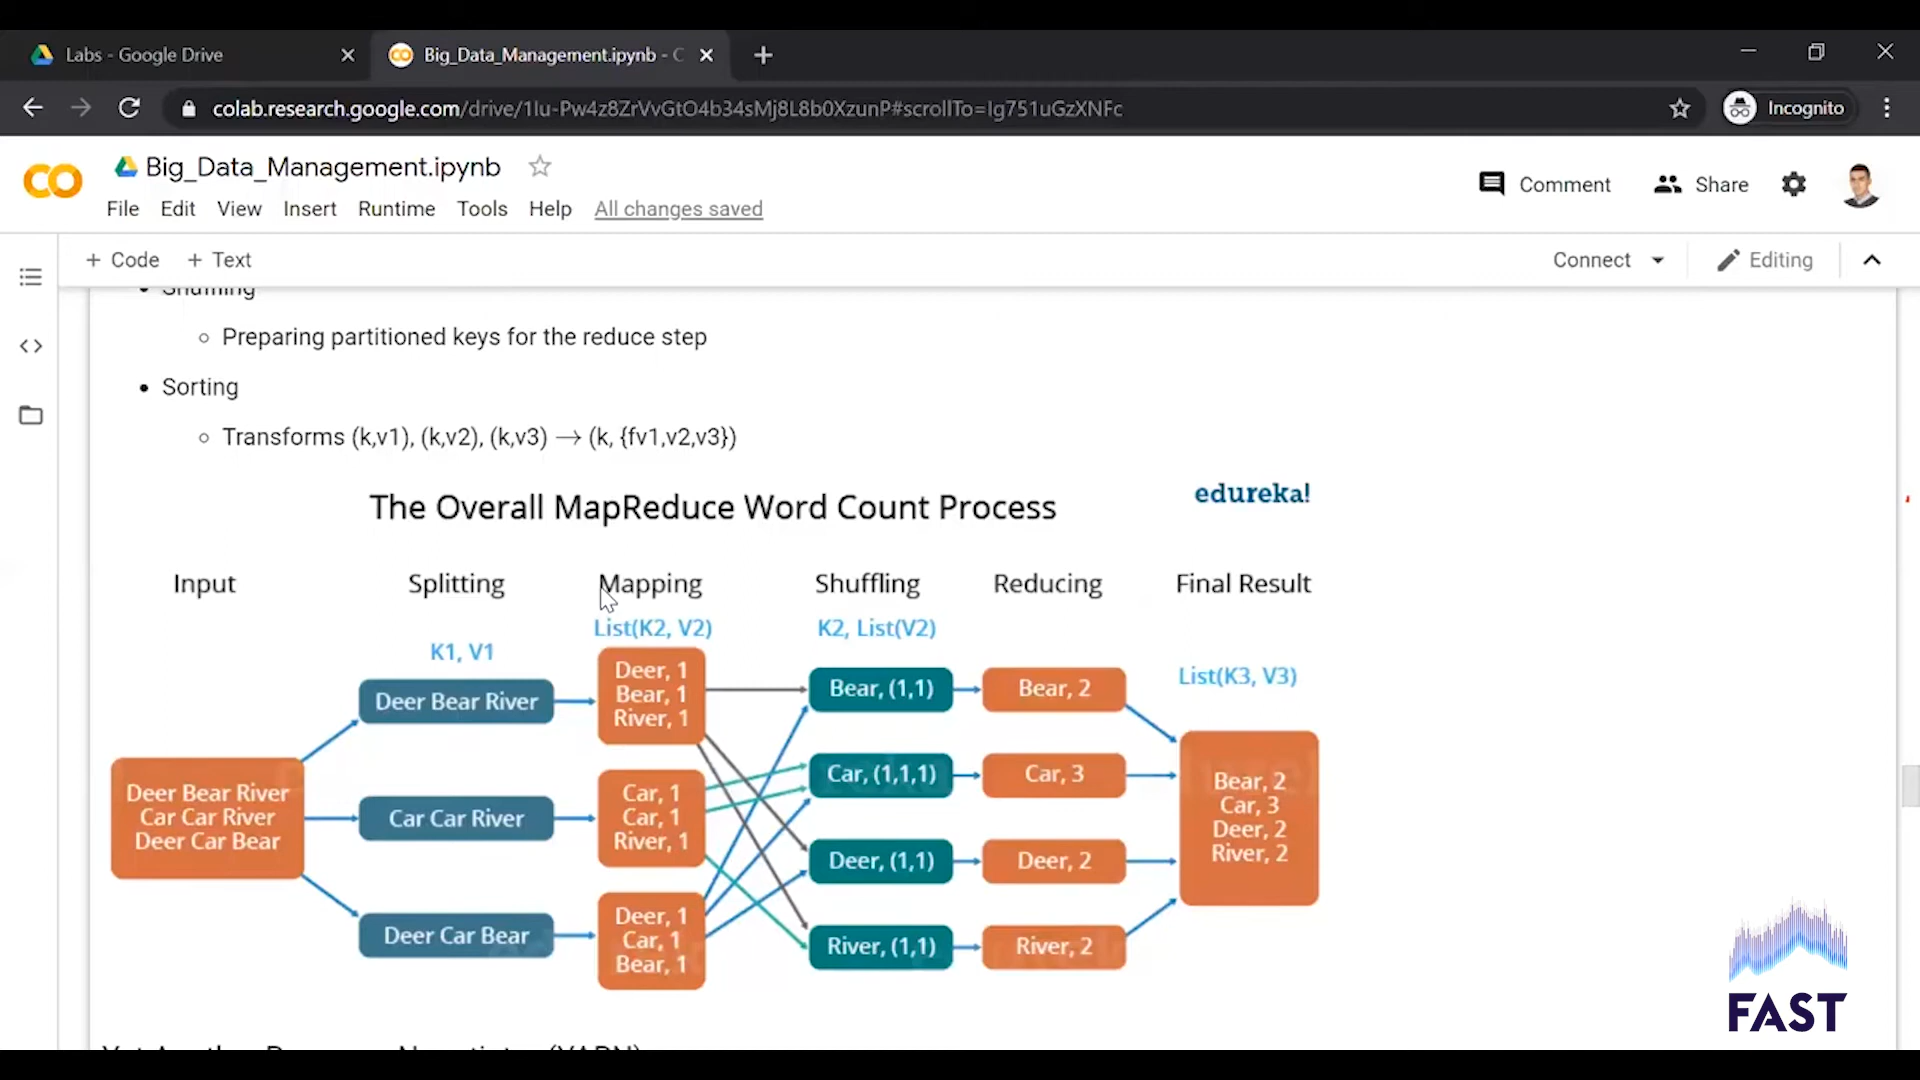 Labs - Google Drive
Big_Data_Management.ipynb - C
colab.research.google.com/drive/1Iu-Pw4z8ZrVvGtO4b34sMj8L8b0XzunP#scrollTo=Ig751uGzXNFc
Incognito
CO
Big_Data_Management.ipynb
Comment
Share
File Edit View Insert Runtime Tools Help All changes saved
+ Code + Text
Connect
Editing
Shuffling
Preparing partitioned keys for the reduce step
Sorting
Transforms (k,v1), (k,v2), (k,v3) → (k, {fv1,v2,v3})
The Overall MapReduce Word Count Process
edureka!
Input
Splitting
Mapping
Shuffling
Reducing
Final Result
K1, V1
List(K2, V2)
K2, List(V2)
List(K3, V3)
Deer Bear River
Car Car River
Deer Car Bear
Deer Bear River
Car Car River
Deer Car Bear
Deer, 1
Bear, 1
River, 1
Car, 1
Car, 1
River, 1
Deer, 1
Car, 1
Bear, 1
Bear, (1,1)
Car, (1,1,1)
Deer, (1,1)
River, (1,1)
Bear, 2
Car, 3
Deer, 2
River, 2
Bear, 2
Car, 3
Deer, 2
River, 2
FAST